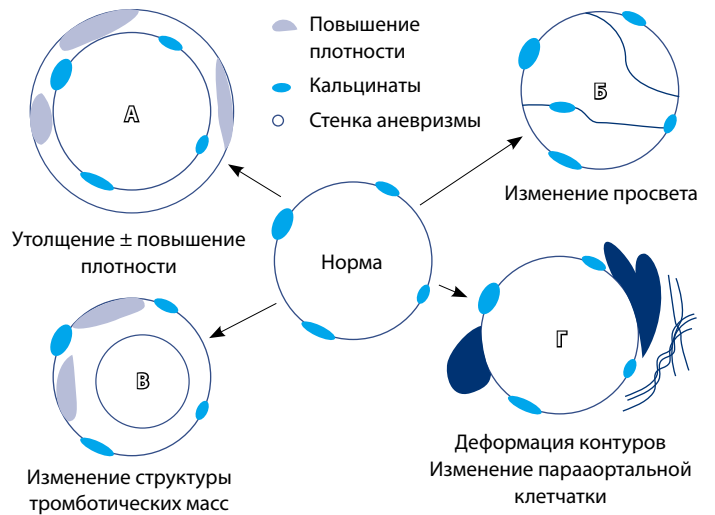 Повышение
плотности
Кальцинаты
Стенка аневризмы
А
Утолщение ± повышение
плотности
Б
Изменение просвета
Норма
В
Изменение структуры
тромботических масс
Г
Деформация контуров
Изменение парааортальной
клетчатки